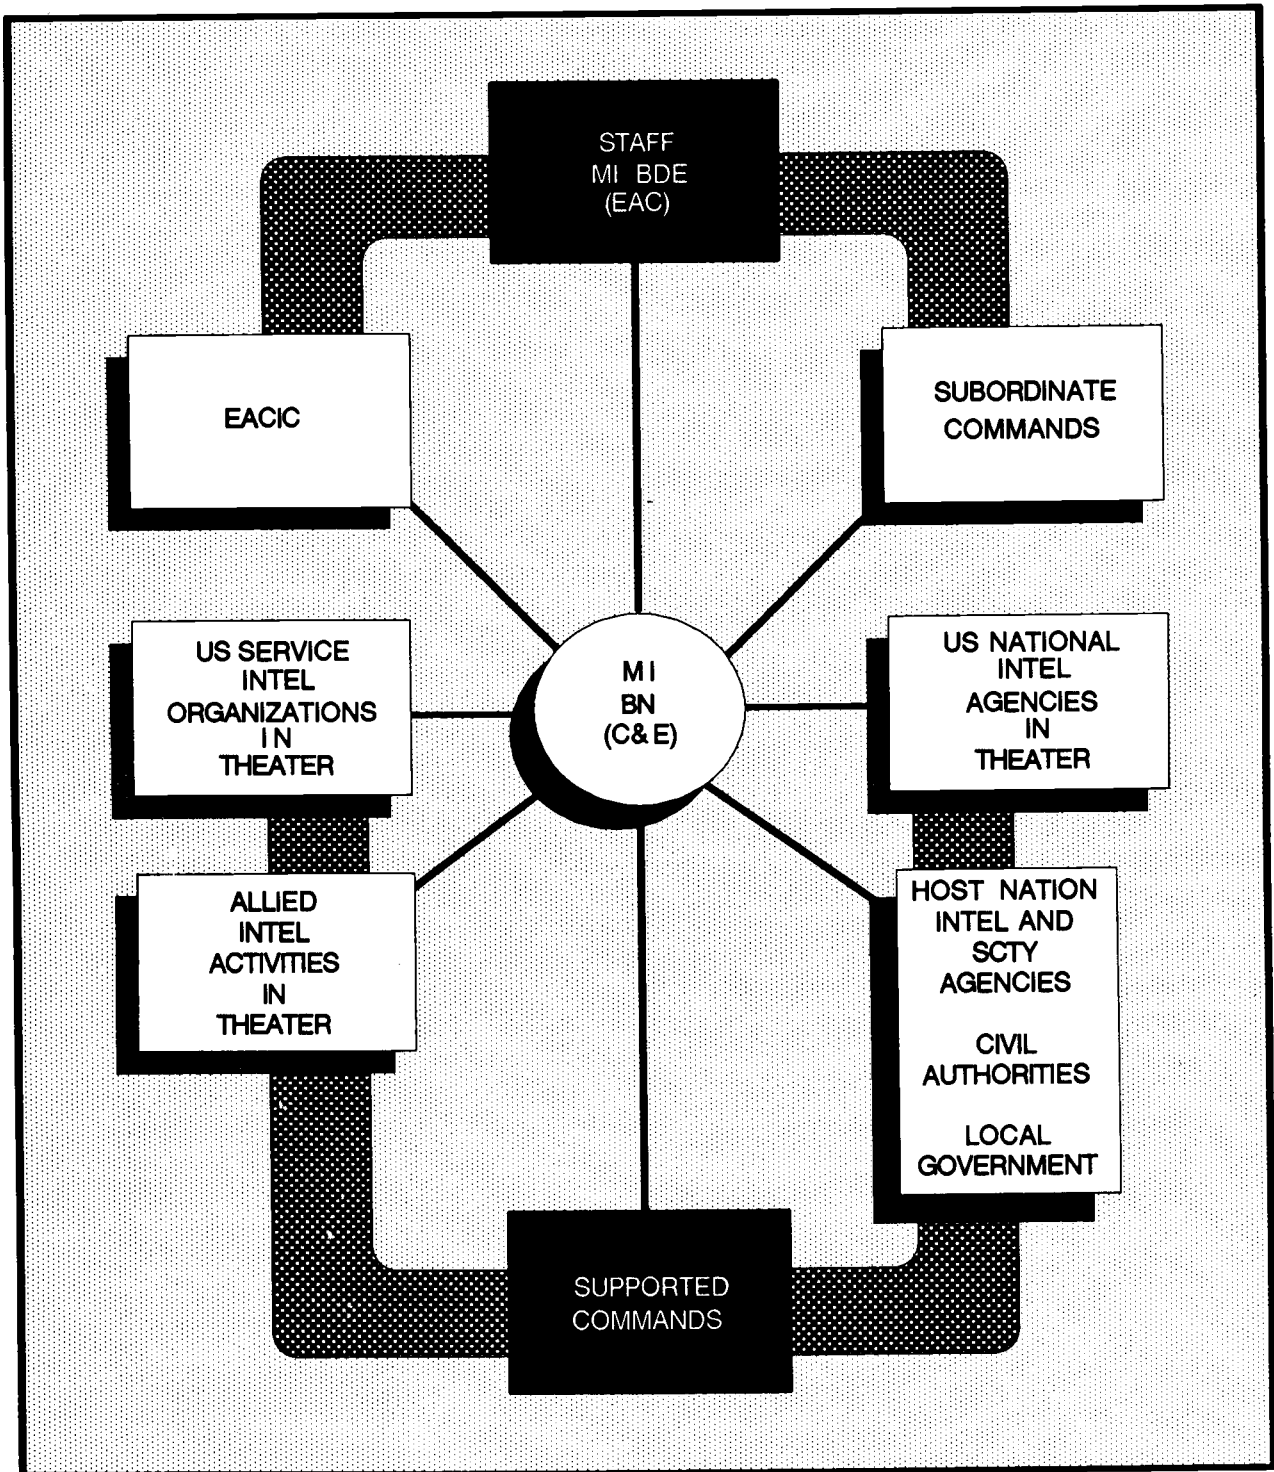 STAFF
MI BDE
(EAC)
EACIC
SUBORDINATE
COMMANDS
US SERVICE
INTEL
ORGANIZATIONS
IN
THEATER
MI
BN
(C&E)
US NATIONAL
INTEL
AGENCIES
IN
THEATER
ALLIED
INTEL
ACTIVITIES
IN
THEATER
HOST NATION
INTEL AND
SCTY
AGENCIES
CIVIL
AUTHORITIES
LOCAL
GOVERNMENT
SUPPORTED
COMMANDS